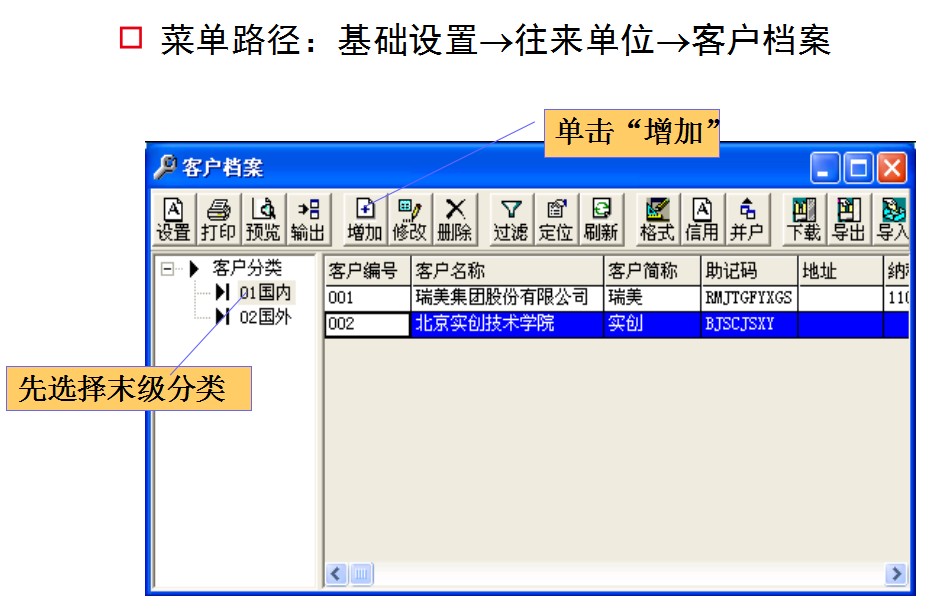 菜单路径：基础设置→往来单位→客户档案
单击“增加”
客户档案
设置 打印 预览 输出 增加 修改 删除 过滤 定位 刷新 格式 信用 并户 下载 导出 导入
客户分类
01国内
02国外
客户编号 客户名称 客户简称 助记码 地址 纳
001 瑞美集团股份有限公司 瑞美 RMJTGFYXGS 110
002 北京实创技术学院 实创 BJSCJSXY
先选择末级分类